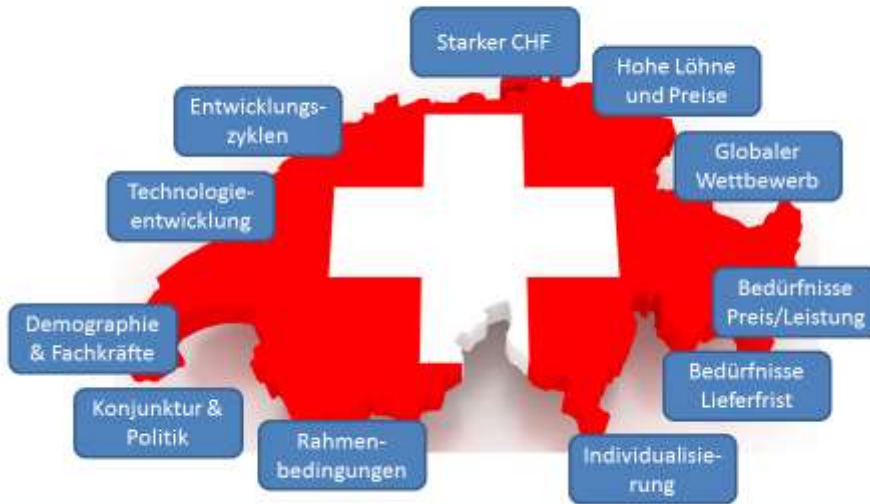 Starker CHF
Hohe Löhne
und Preise
Entwicklungs-
zyklen
Globaler
Wettbewerb
Technologie-
entwicklung
Bedürfnisse
Preis/Leistung
Demographie
& Fachkräfte
Bedürfnisse
Lieferfrist
Konjunktur &
Politik
Rahmen-
bedingungen
Individualisie-
rung